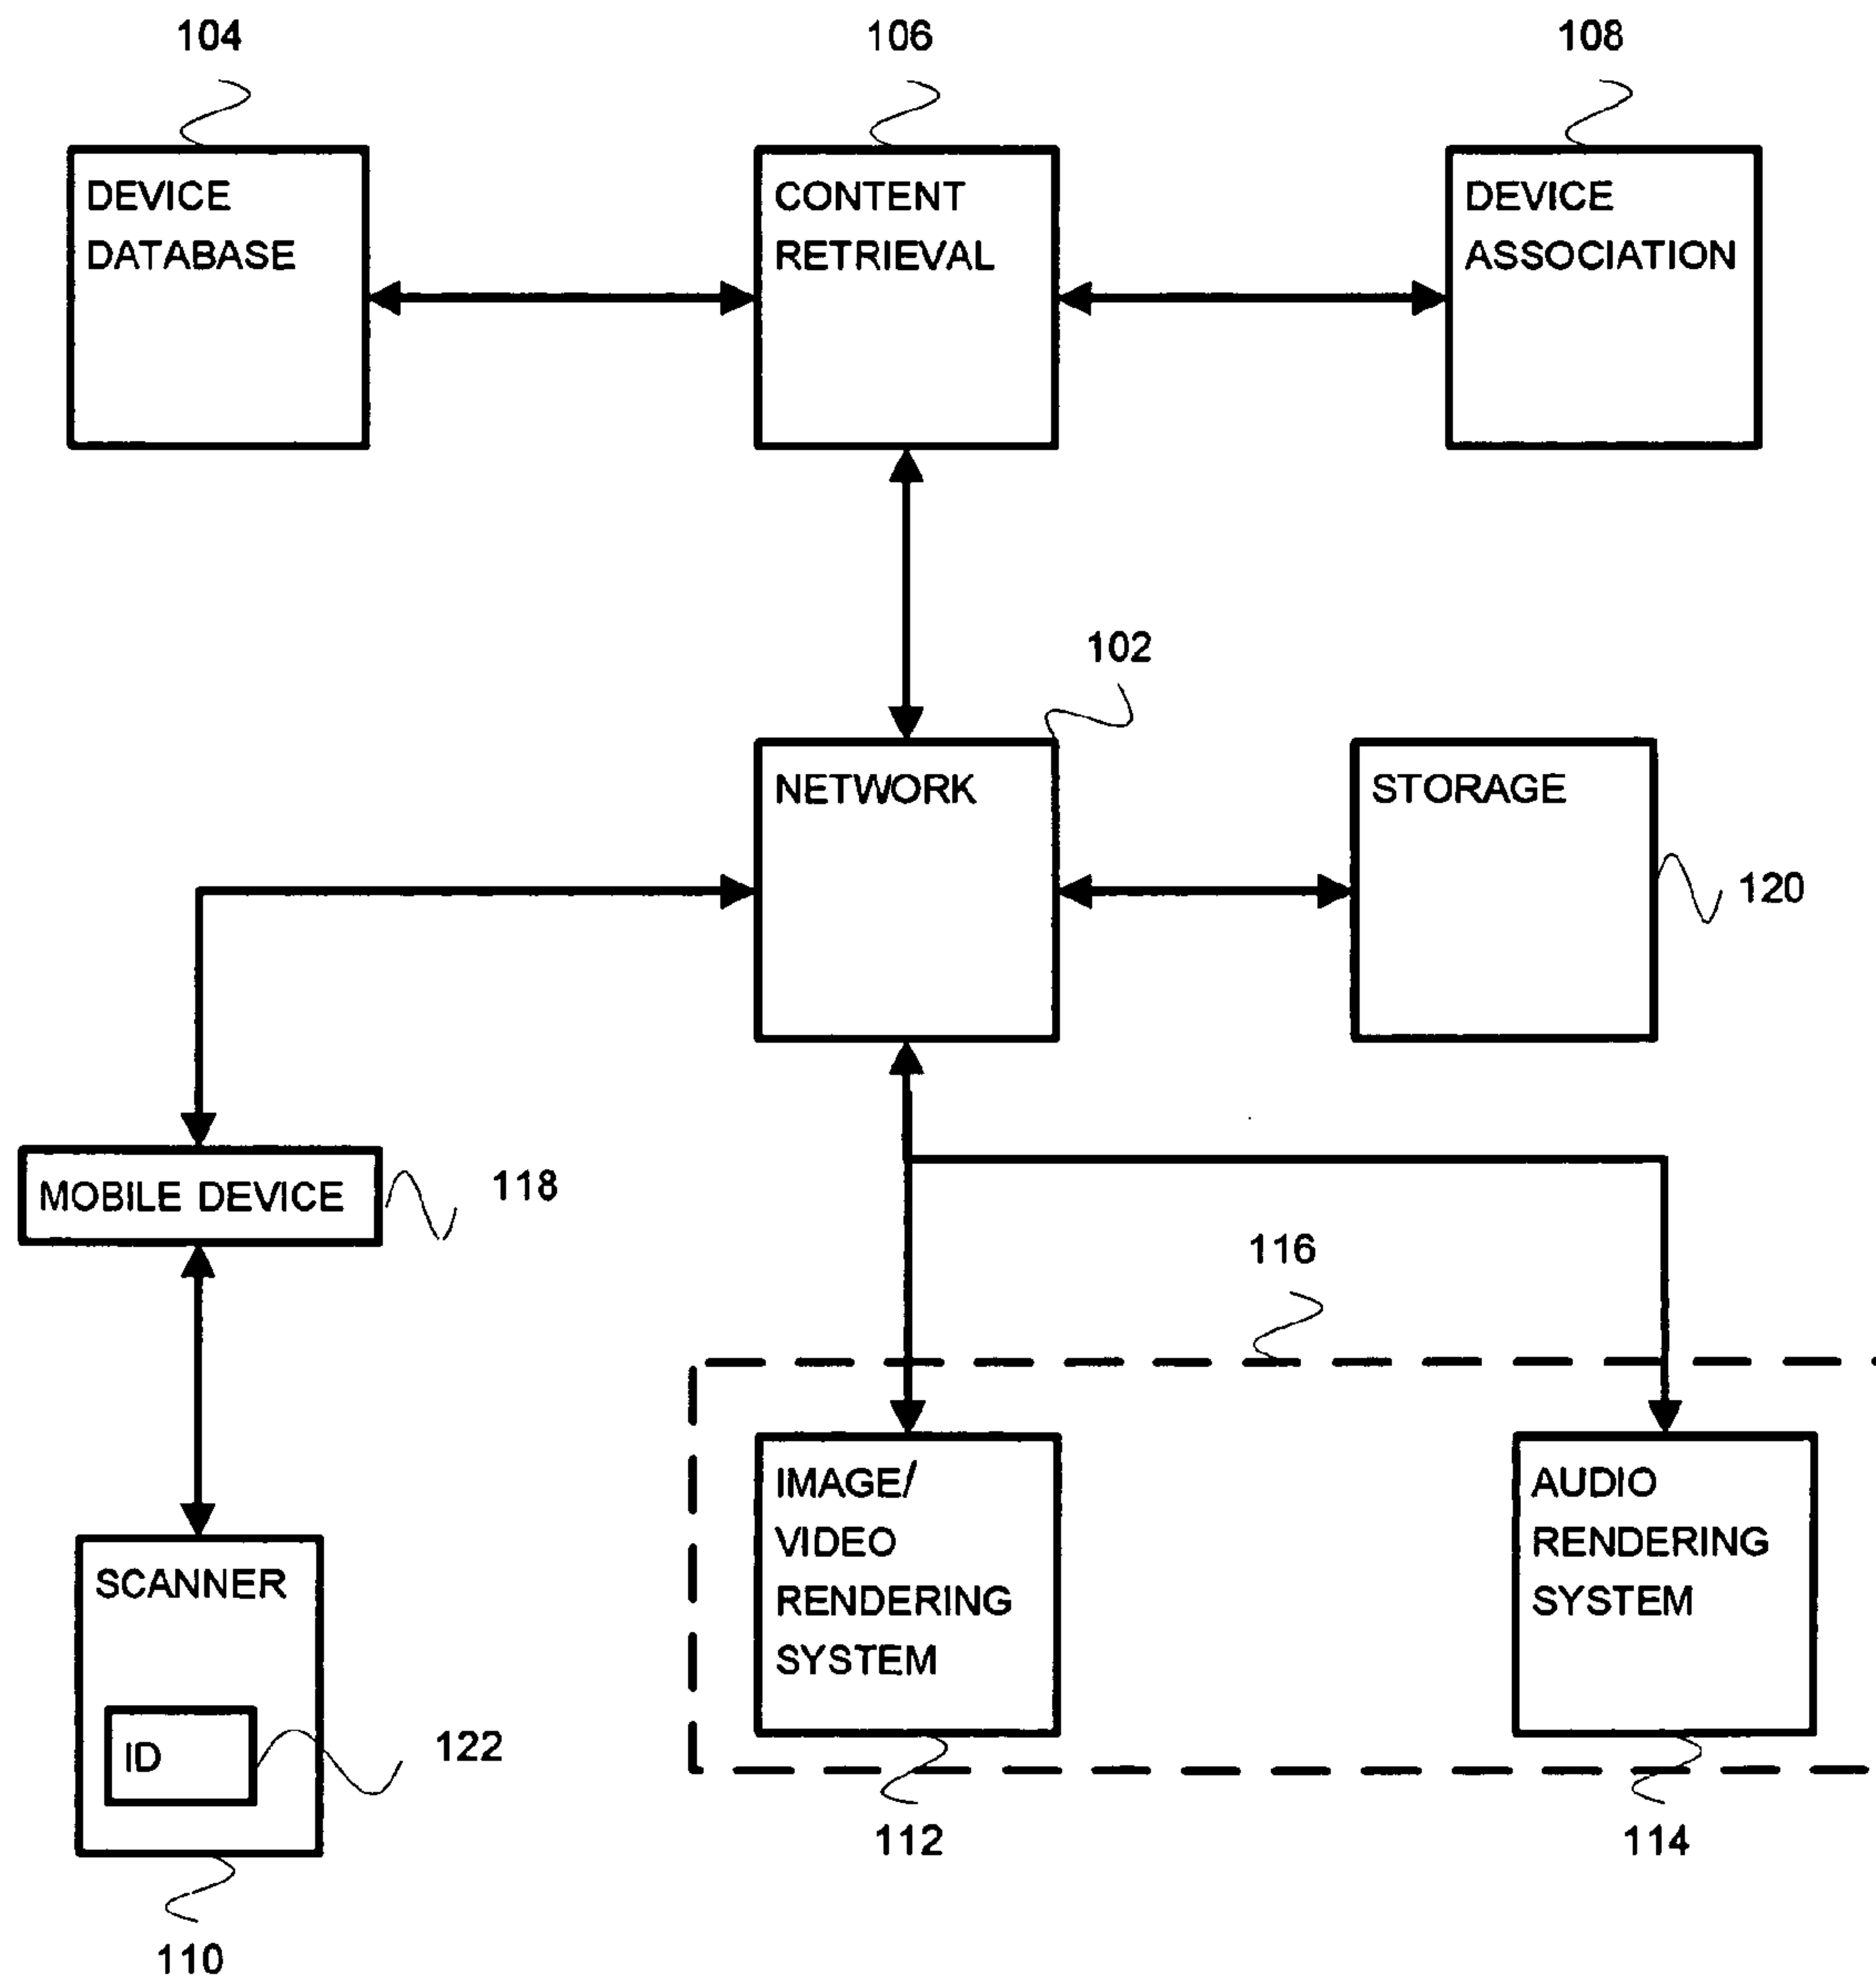 104
106
108
DEVICE
DATABASE
CONTENT
RETRIEVAL
DEVICE
ASSOCIATION
102
NETWORK
STORAGE
120
MOBILE DEVICE
118
116
IMAGE/
VIDEO
RENDERING
SYSTEM
AUDIO
RENDERING
SYSTEM
SCANNER
ID
122
112
114
110